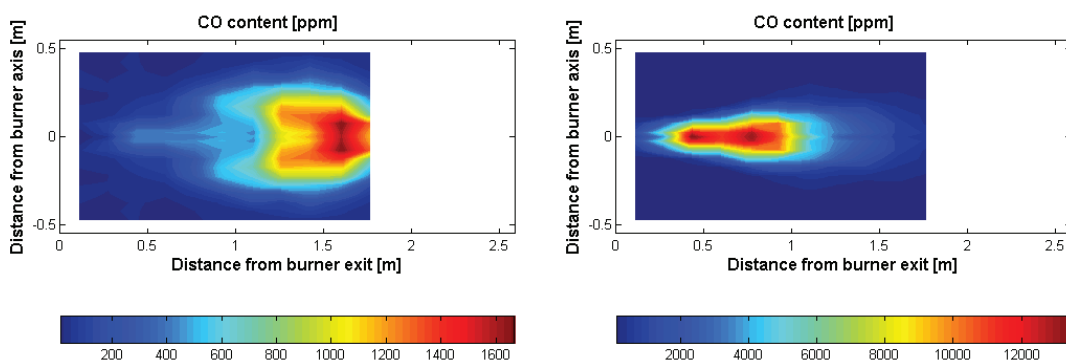 CO content [ppm]
Distance from burner axis [m]
0.5
0
-0.5
0 0.5 1 1.5 2 2.5
Distance from burner exit [m]
200 400 600 800 1000 1200 1400 1600
CO content [ppm]
Distance from burner axis [m]
0.5
0
-0.5
0 0.5 1 1.5 2 2.5
Distance from burner exit [m]
2000 4000 6000 8000 10000 12000